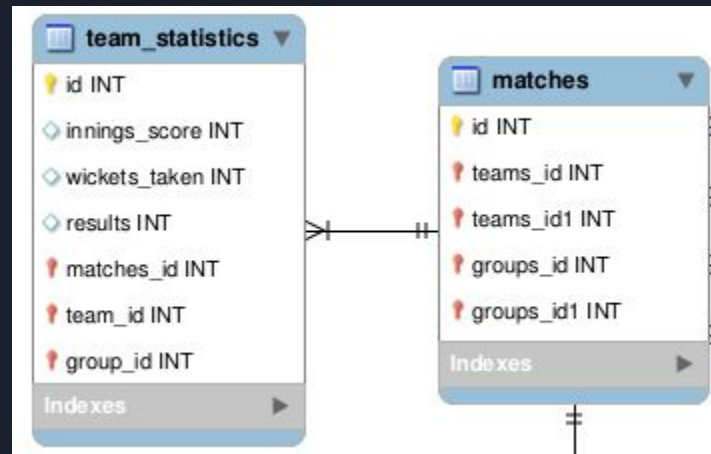 team_statistics
id INT
innings_score INT
wickets_taken INT
results INT
matches_id INT
team_id INT
group_id INT
Indexes
matches
id INT
teams_id INT
teams_id1 INT
groups_id INT
groups_id1 INT
Indexes